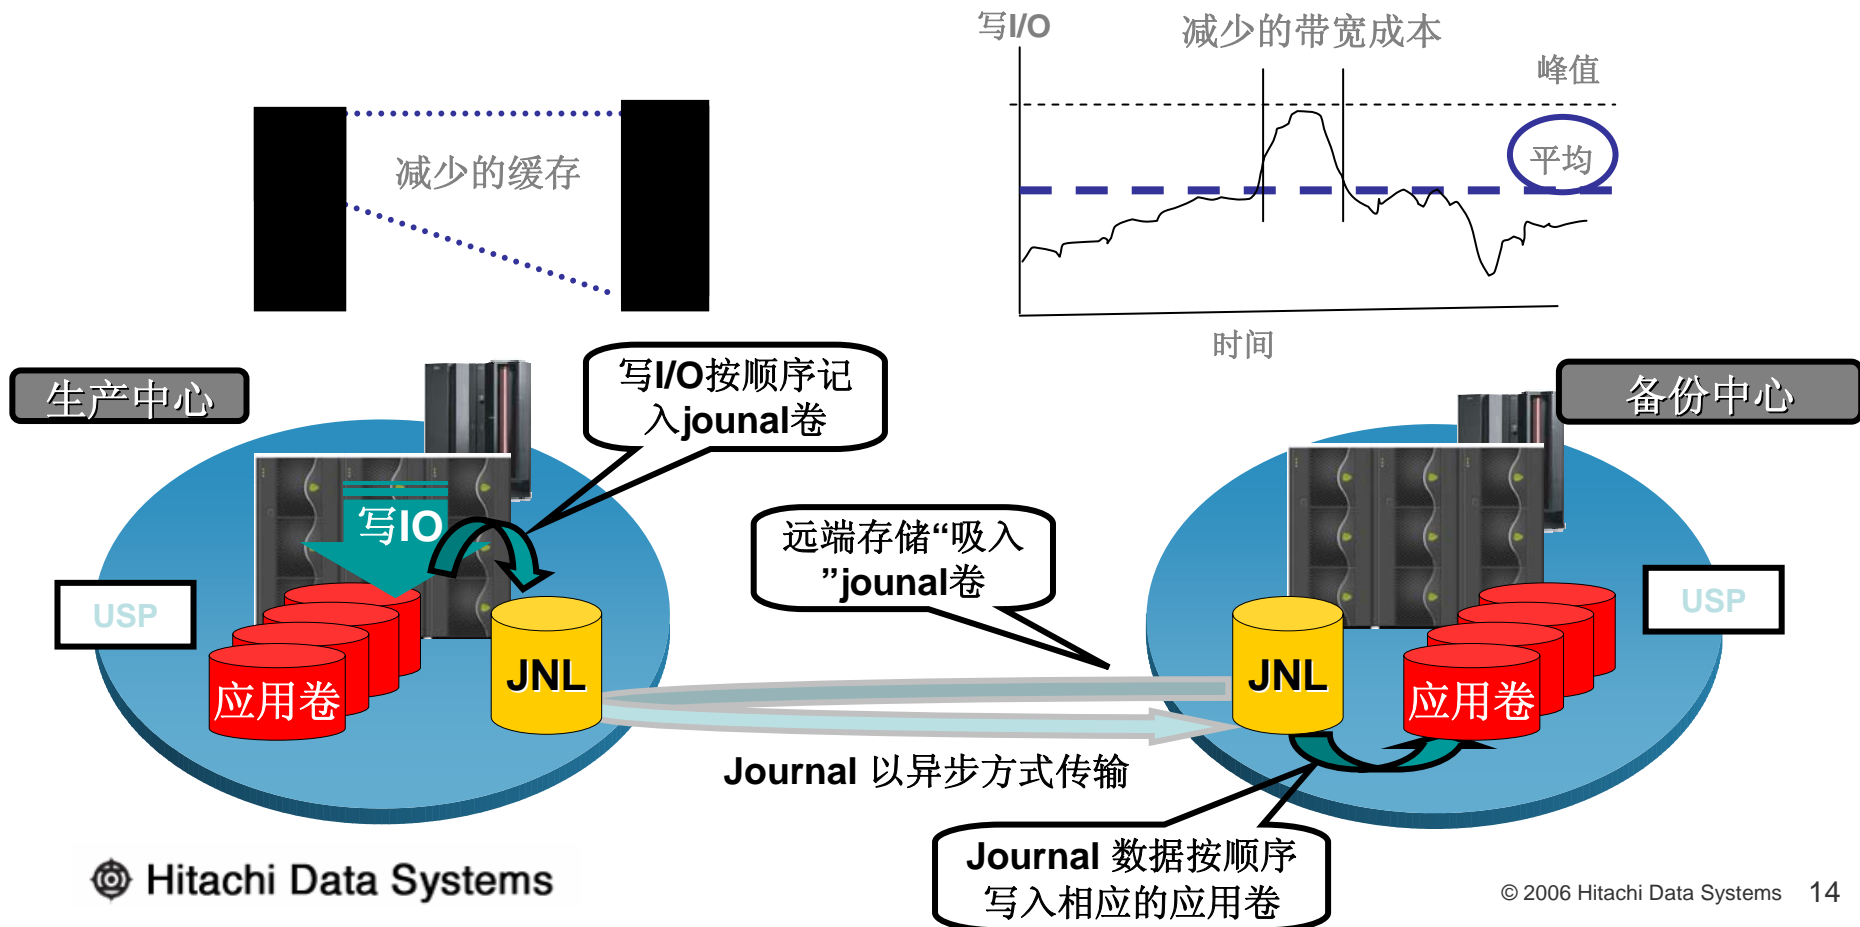 写I/O
减少的带宽成本
峰值
平均
减少的缓存
时间
生产中心
写I/O按顺序记
入jounal卷
备份中心
写IO
远端存储“吸入
”jounal卷
USP
USP
JNL
JNL
应用卷
应用卷
Journal 以异步方式传输
Journal 数据按顺序
写入相应的应用卷
Hitachi Data Systems
© 2006 Hitachi Data Systems 14